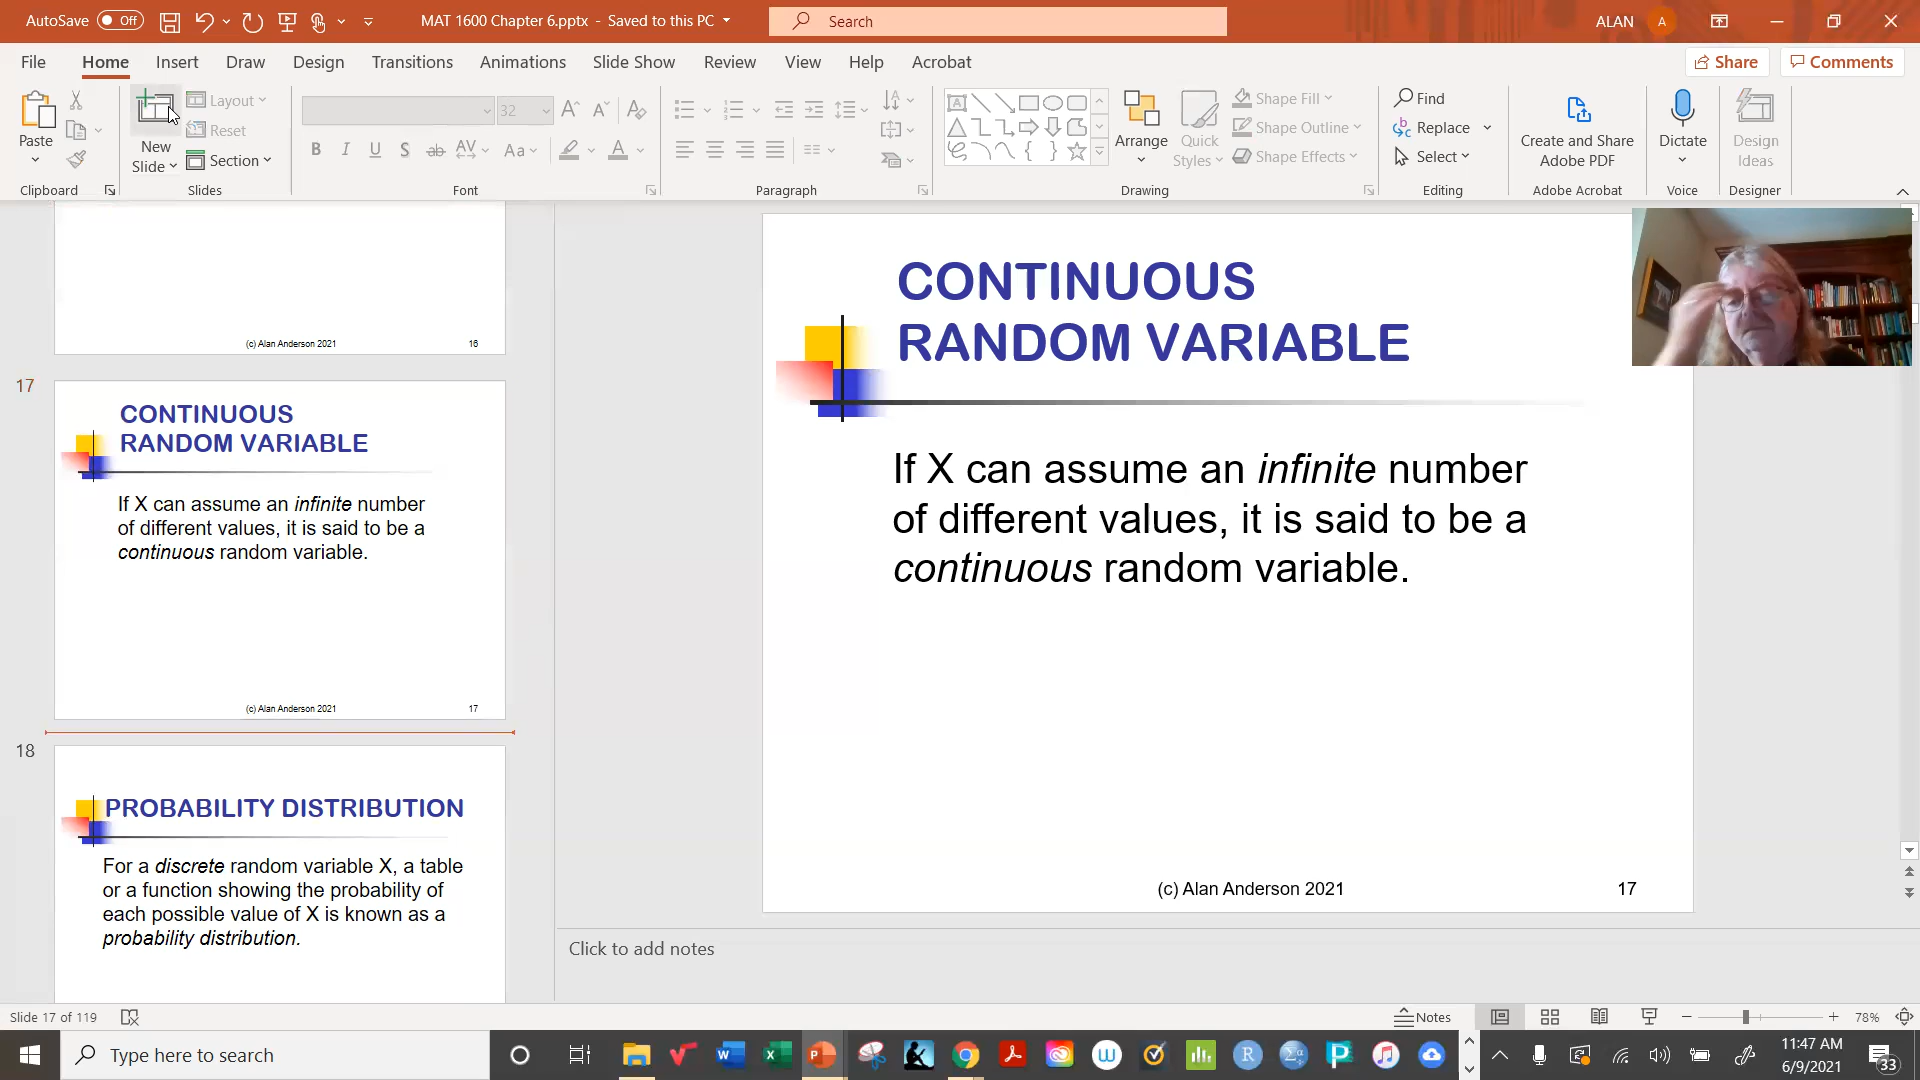 AutoSave Off
MAT 1600 Chapter 6.pptx - Saved to this PC
Search
ALAN A
File Home Insert Draw Design Transitions Animations Slide Show Review View Help Acrobat
Share Comments
Paste
Clipboard
New
Slide
Layout
Reset
Section
Slides
32
B I U S ab AV Aa A
Font
Paragraph
Arrange
Quick
Styles
Shape Fill
Shape Outline
Shape Effects
Drawing
Find
Replace
Select
Editing
Create and Share
Adobe PDF
Adobe Acrobat
Dictate
Voice
Design
Ideas
Designer
(c) Alan Anderson 2021 16
17
CONTINUOUS
RANDOM VARIABLE
If X can assume an infinite number
of different values, it is said to be a
continuous random variable.
(c) Alan Anderson 2021 17
18
PROBABILITY DISTRIBUTION
For a discrete random variable X, a table
or a function showing the probability of
each possible value of X is known as a
probability distribution.
CONTINUOUS
RANDOM VARIABLE
If X can assume an infinite number
of different values, it is said to be a
continuous random variable.
(c) Alan Anderson 2021 17
Click to add notes
Slide 17 of 119
Notes
78%
Type here to search
11:47 AM
6/9/2021
33